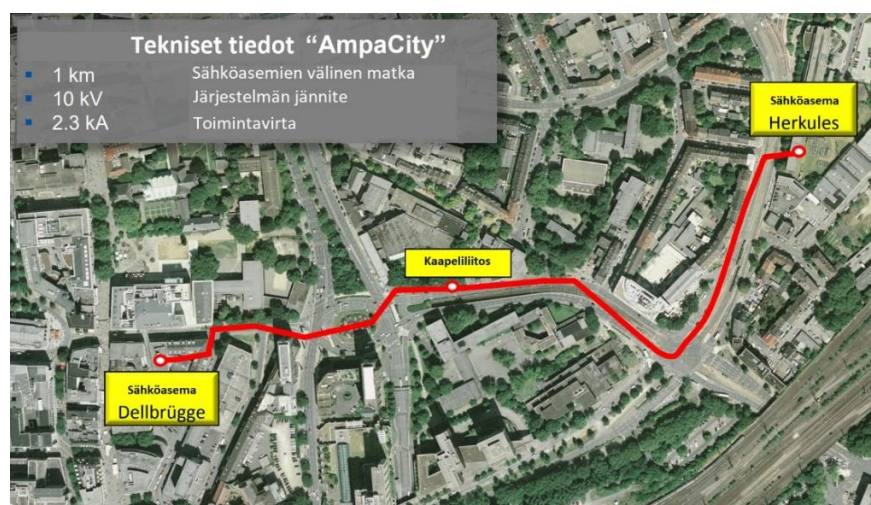 Tekniset tiedot “AmpaCity”
1 km Sähköasemien välinen matka
10 kV Järjestelmän jännite
2.3 kA Toimintavirta
Sähköasema
Herkules
Kaapeliliitos
Sähköasema
Dellbrügge